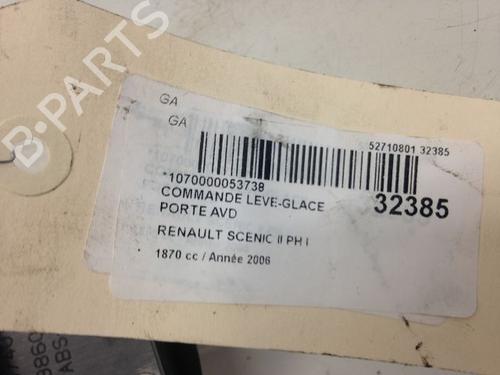 B-PARTS
GA
GA
52710801 32385
*1070000053738
COMMANDE LEVE-GLACE
32385
PORTE AVD
RENAULT SCENIC II PH I
1870 cc / Année 2006
ABS